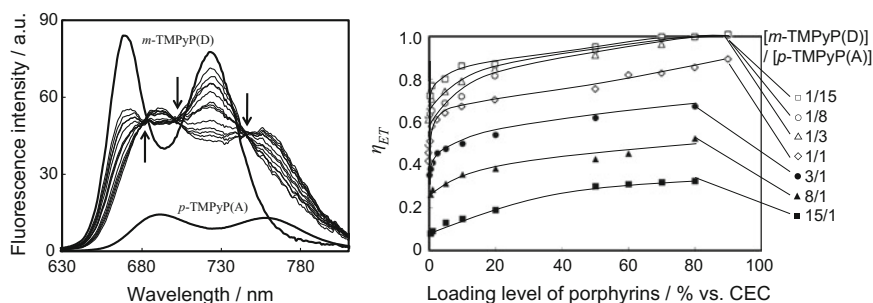 90
60
30
0
Fluorescence intensity / a.u.
m-TMPyP(D)
p-TMPyP(A)
630 680 730 780
Wavelength / nm
1.0
0.8
0.6
0.4
0.2
0
ηET
0 20 40 60 80 100
Loading level of porphyrins / % vs. CEC
[m-TMPyP(D)]
/ [p-TMPyP(A)]
1/15
1/8
1/3
1/1
3/1
8/1
15/1